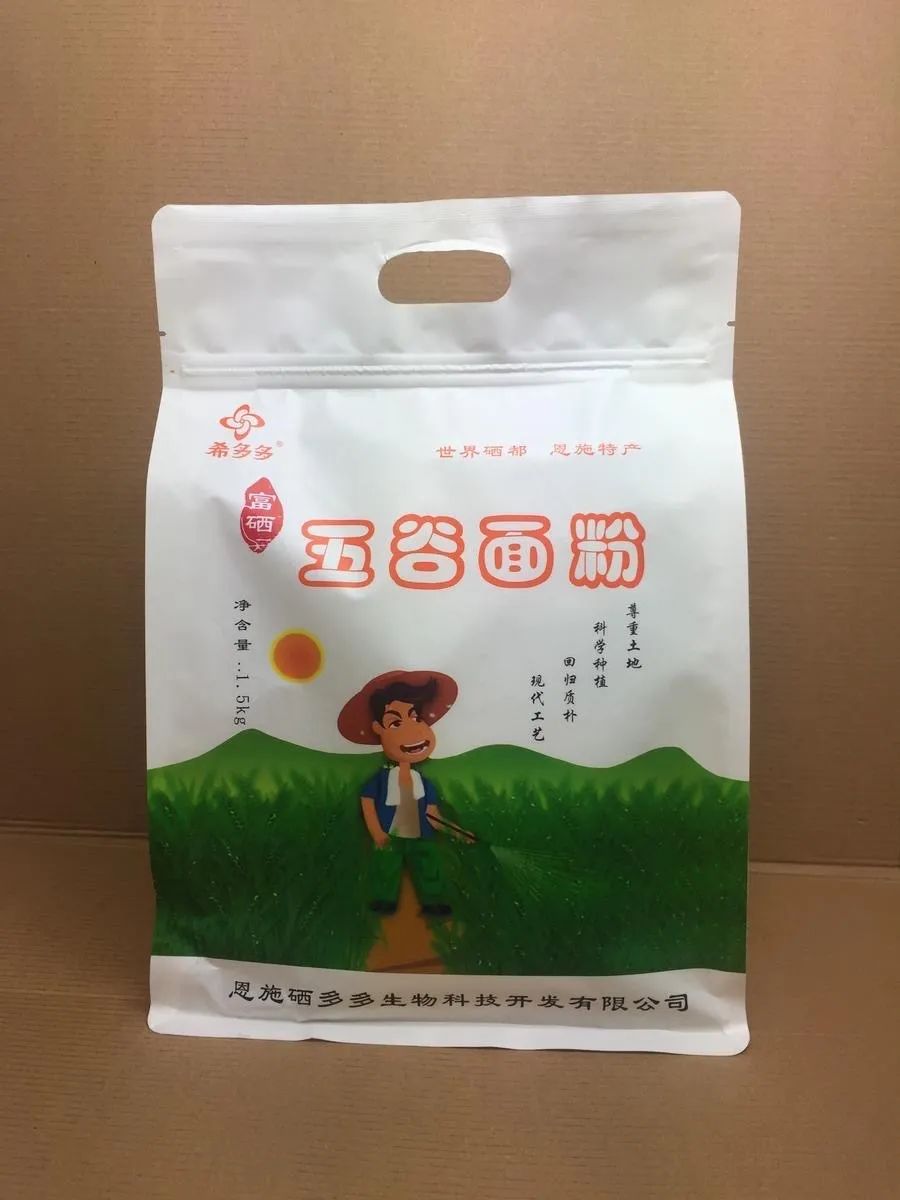 希多多®
世界硒都 恩施特产
富硒
五谷面粉
净含量:1.5kg
尊重土地
科学种植
回归质朴
现代工艺
恩施硒多多生物科技开发有限公司